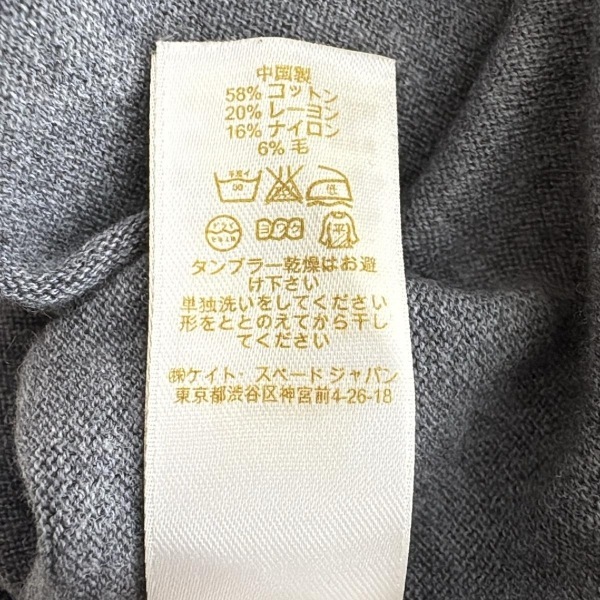 中国製
58% コットン
20% レーヨン
16% ナイロン
6% 毛
低
平
タンブラー乾燥はお避
け下さい
単独洗いをしてください
形をととのえてから干し
てください
㈱ケイト・スペード ジャパン
東京都渋谷区神宮前4-26-18